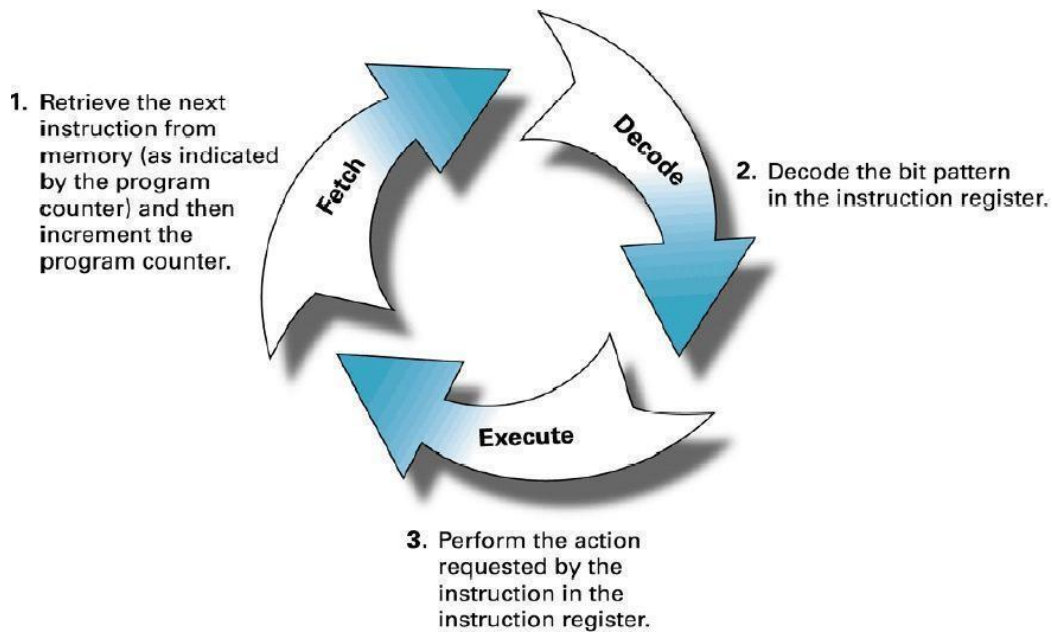 1. Retrieve the next
instruction from
memory (as indicated
by the program
counter) and then
increment the
program counter.
Fetch
Decode
2. Decode the bit pattern
in the instruction register.
Execute
3. Perform the action
requested by the
instruction in the
instruction register.